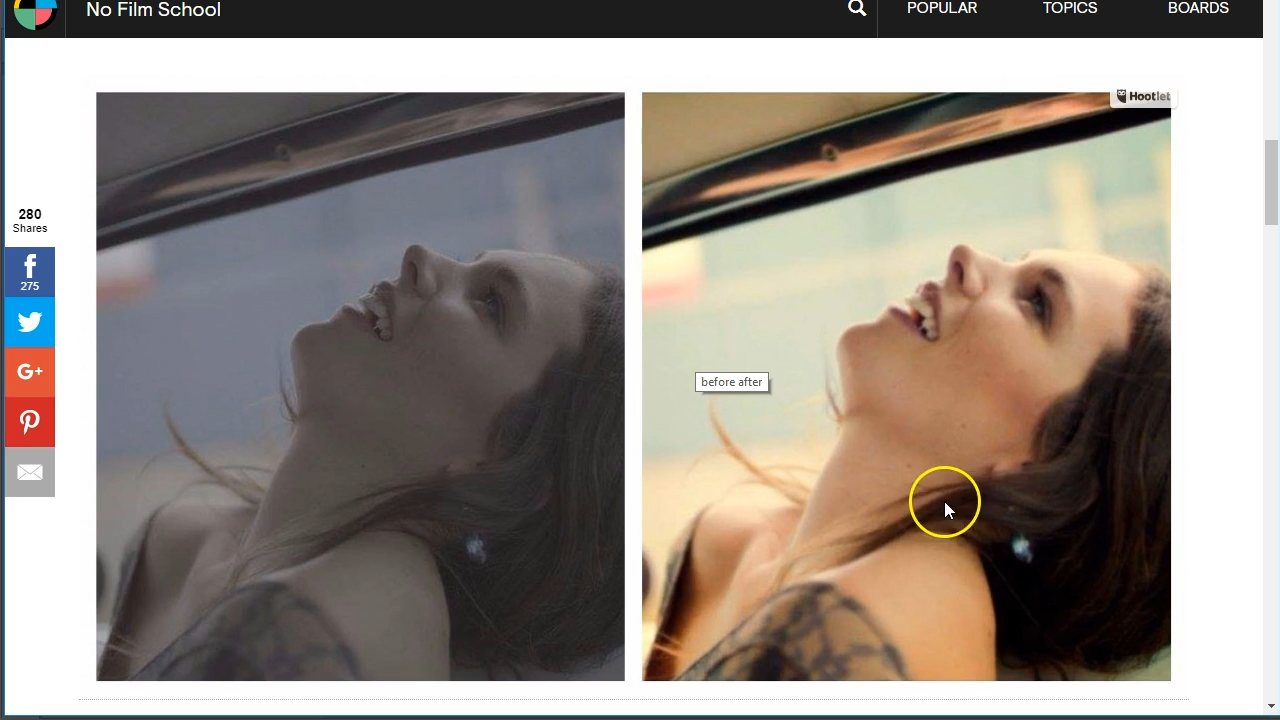 No Film School
POPULAR
TOPICS
BOARDS
Hootlet
280
Shares
f
275
G+
before after